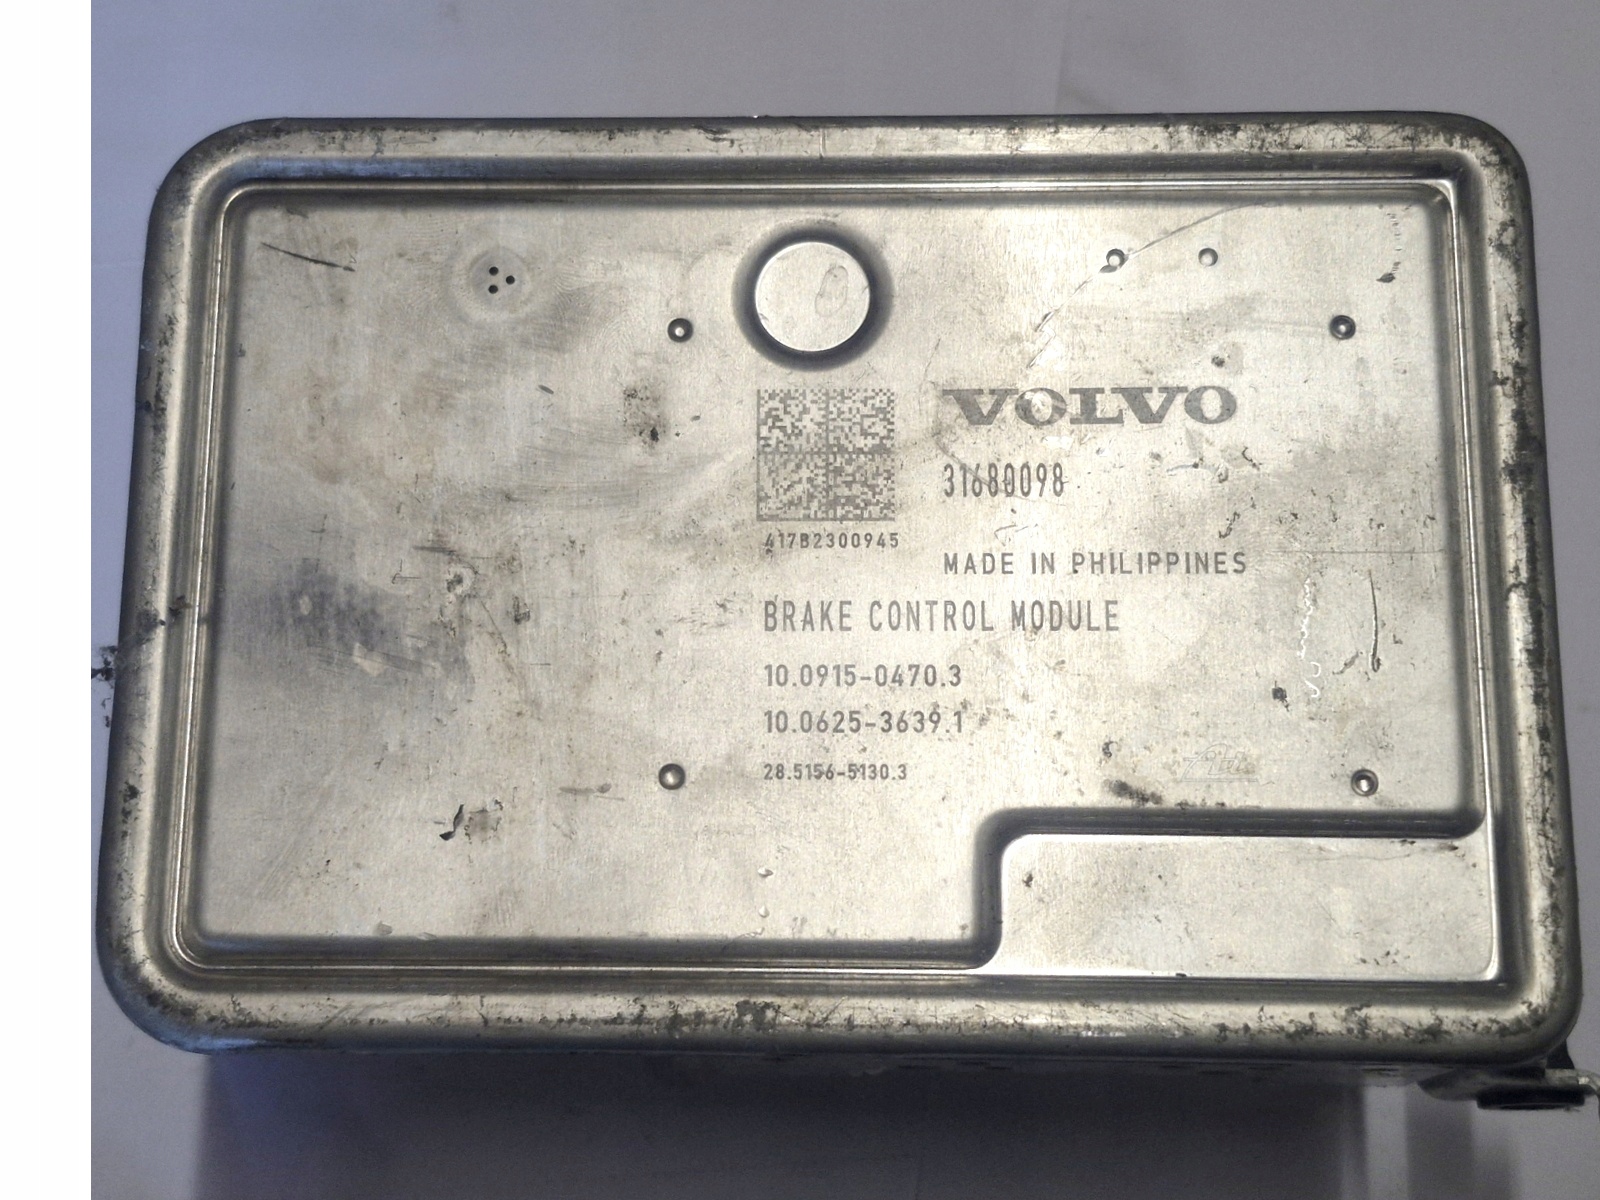 VOLVO
31680098
417B2300945
MADE IN PHILIPPINES
BRAKE CONTROL MODULE
10.0915-0470.3
10.0625-3639.1
28.5156-5130.3